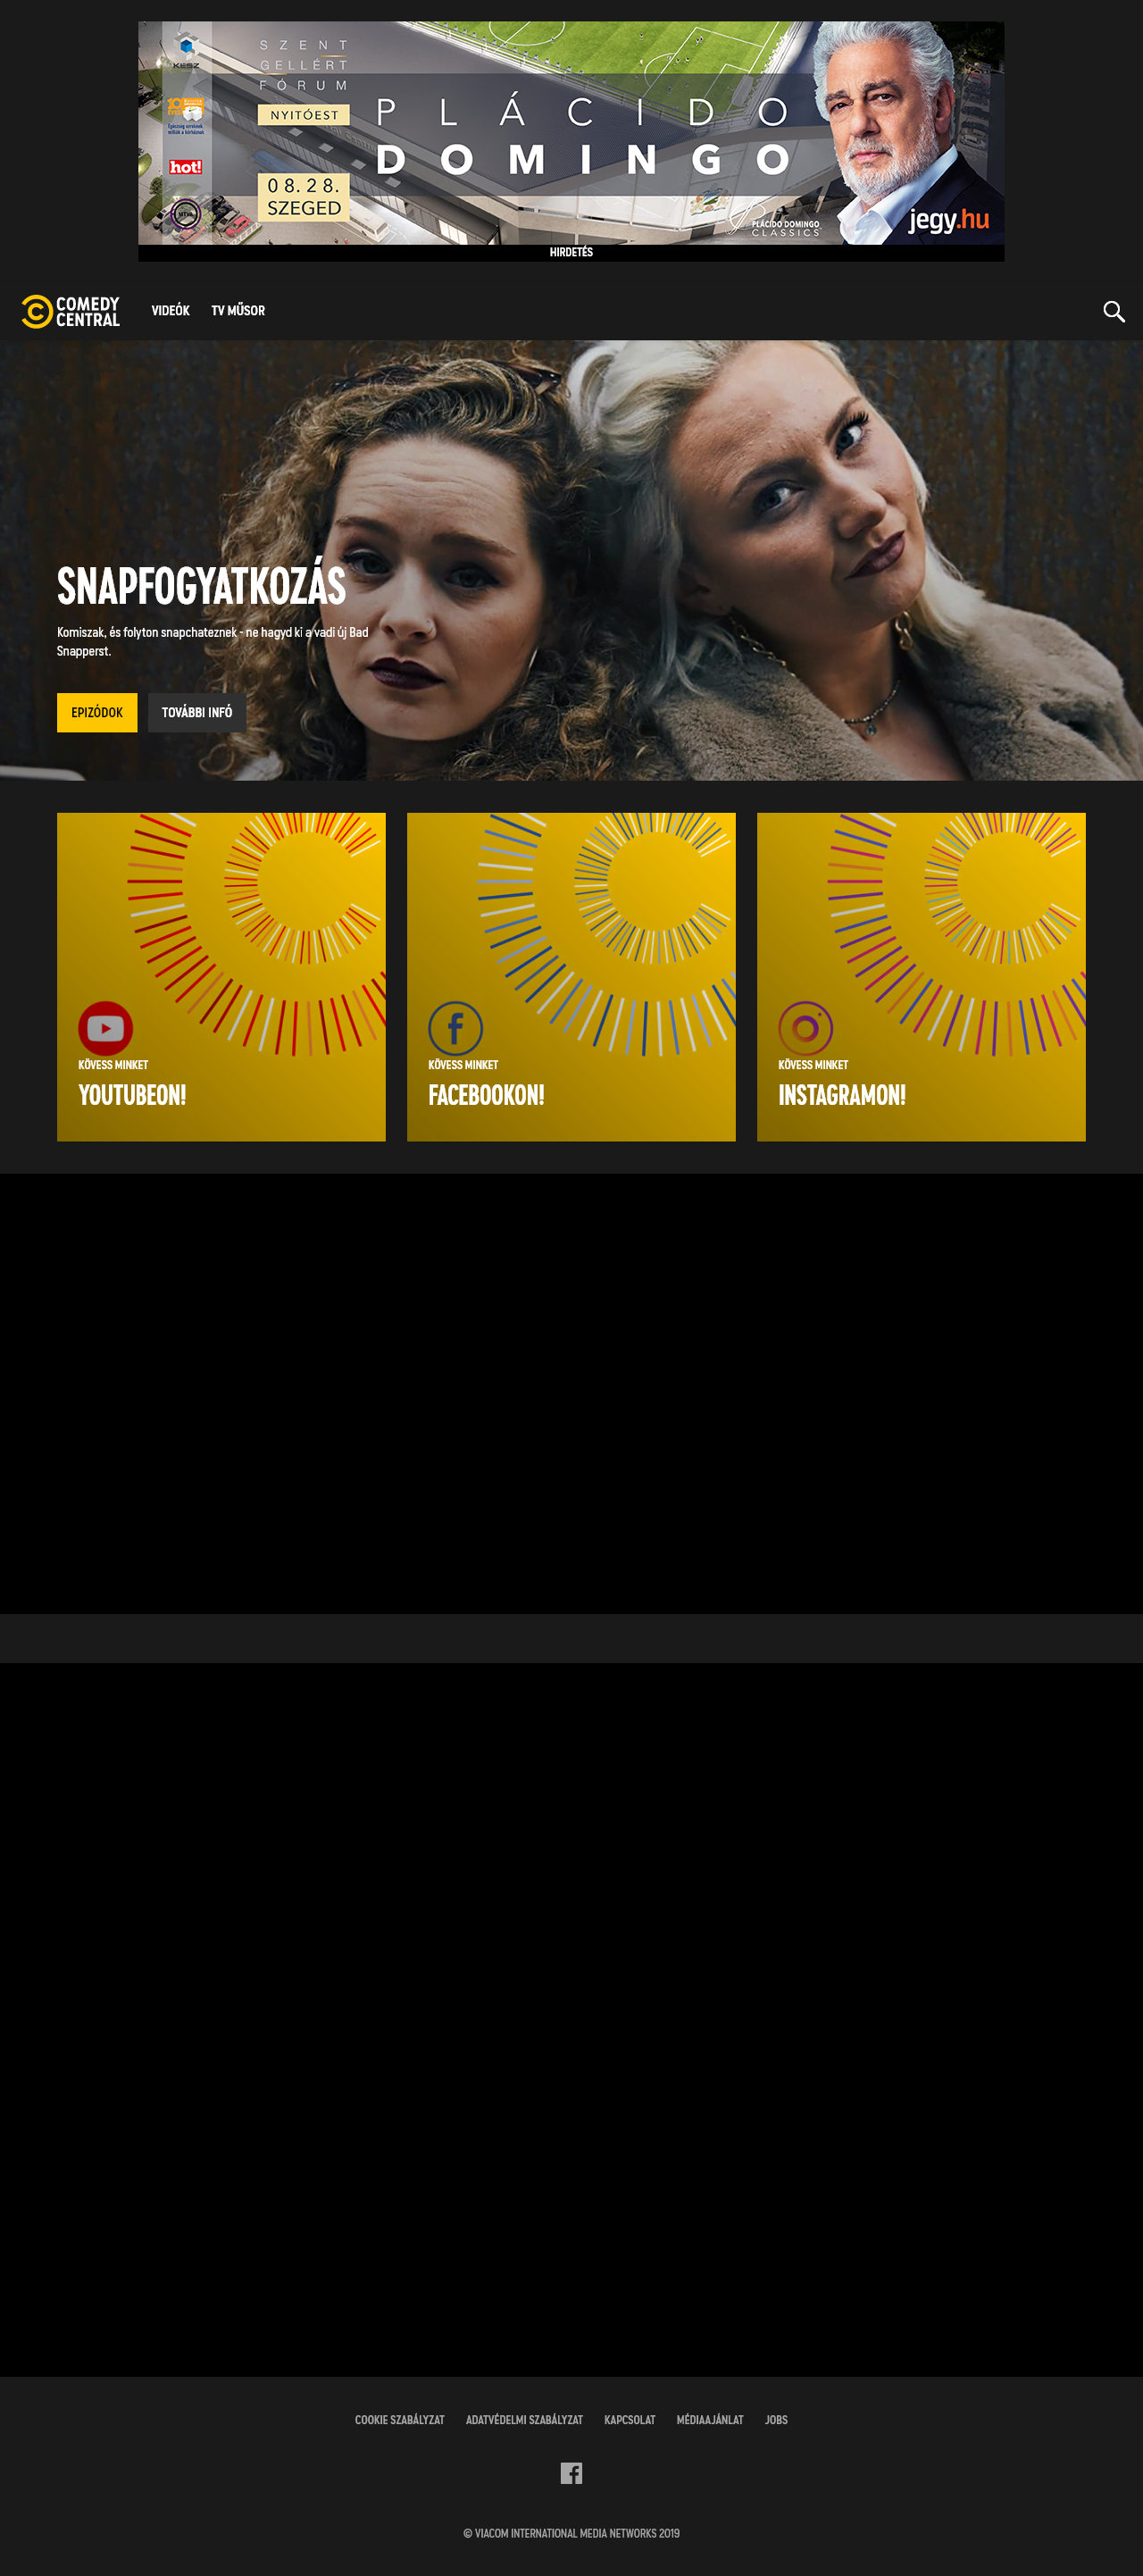 KÉSZ
hot!
SZENT
GELLÉRT
FÓRUM
NYITÓEST
08.28.
SZEGED
PLÁCIDO
DOMINGO
PLÁCIDO DOMINGO
CLASSICS
jegy.hu
HIRDETÉS
COMEDY
CENTRAL
VIDEÓK
TV MŰSOR
SNAPFOGYATKOZÁS
Komiszak, és folyton snapchateznek - ne hagyd ki a vadi új Bad
Snapperst.
EPIZÓDOK
TOVÁBBI INFÓ
KÖVESS MINKET
YOUTUBEON!
KÖVESS MINKET
FACEBOOKON!
KÖVESS MINKET
INSTAGRAMON!
COOKIE SZABÁLYZAT
ADATVÉDELMI SZABÁLYZAT
KAPCSOLAT
MÉDIAAJÁNLAT
JOBS
© VIACOM INTERNATIONAL MEDIA NETWORKS 2019